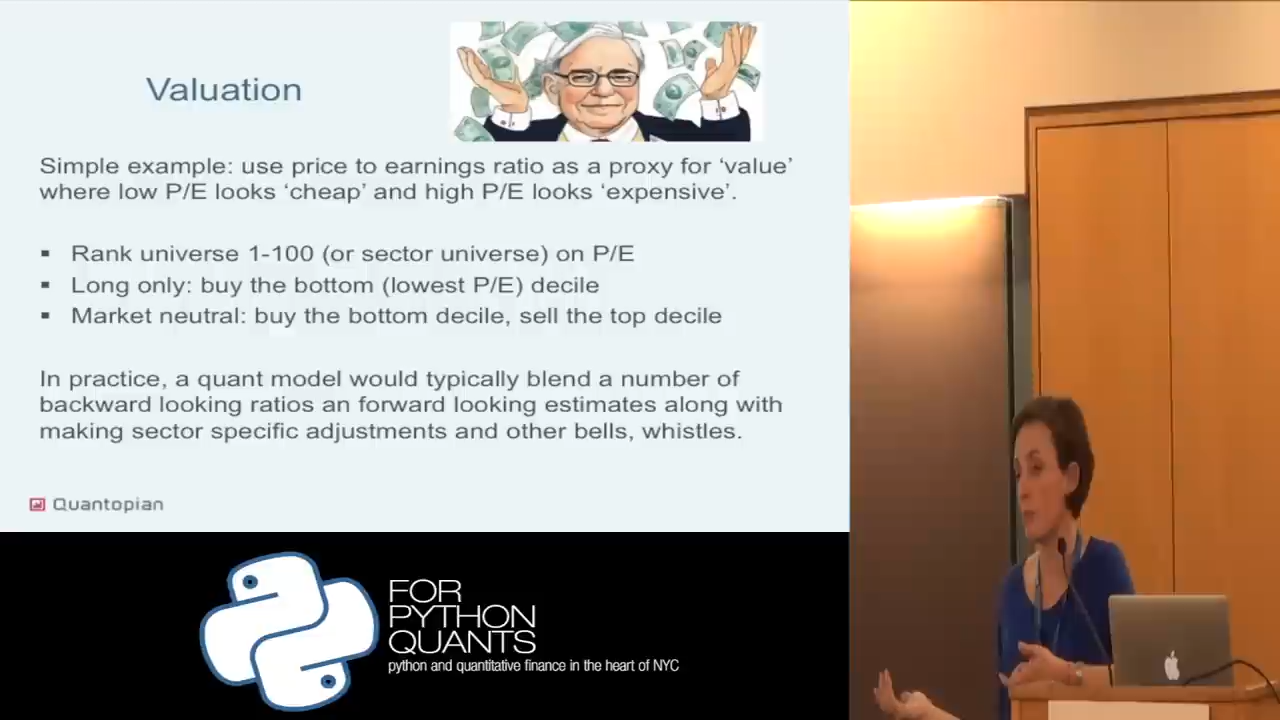 Valuation
Simple example: use price to earnings ratio as a proxy for ‘value’
where low P/E looks ‘cheap’ and high P/E looks ‘expensive’.
▪ Rank universe 1-100 (or sector universe) on P/E
▪ Long only: buy the bottom (lowest P/E) decile
▪ Market neutral: buy the bottom decile, sell the top decile
In practice, a quant model would typically blend a number of
backward looking ratios an forward looking estimates along with
making sector specific adjustments and other bells, whistles.
Quantopian
FOR
PYTHON
QUANTS
python and quantitative finance in the heart of NYC